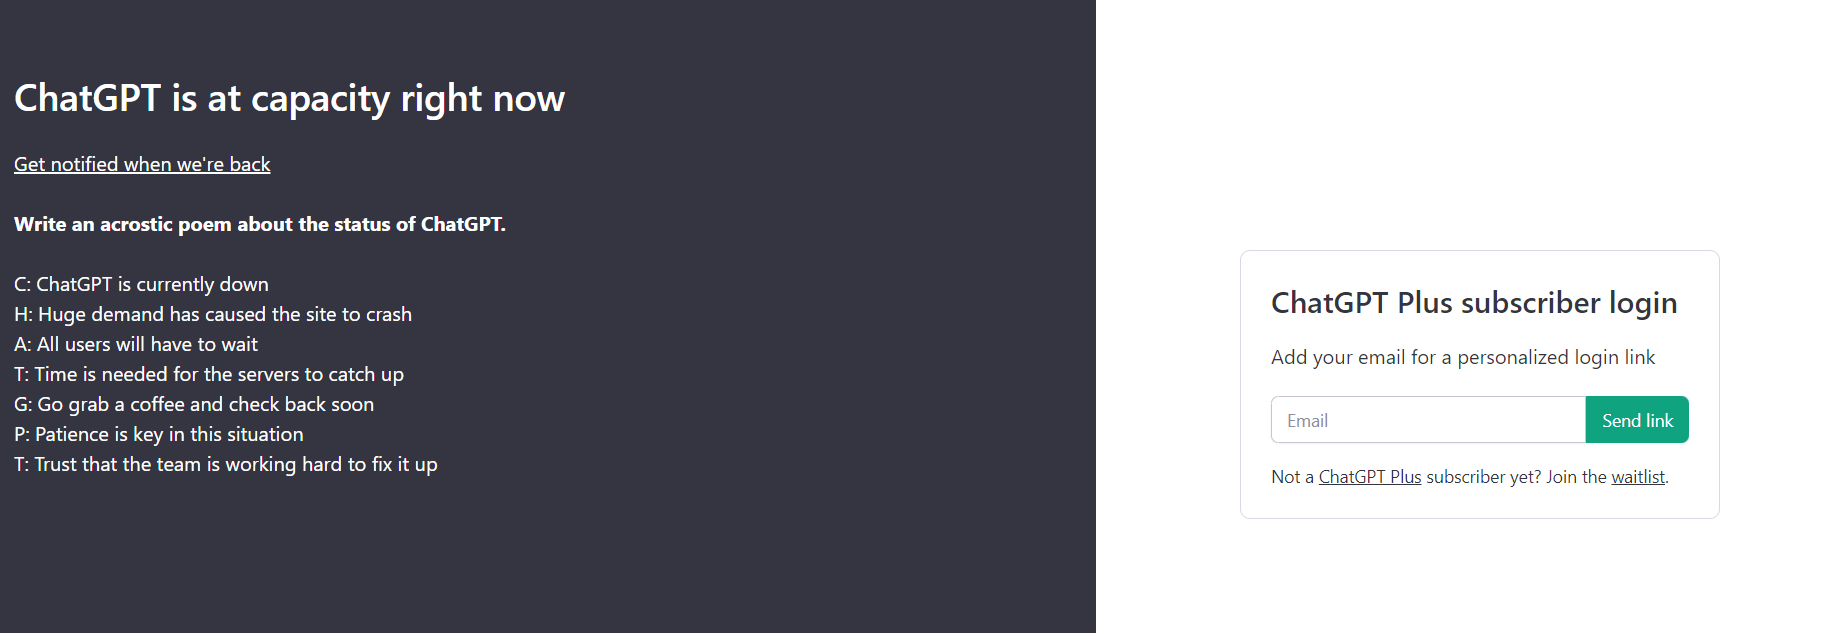 ChatGPT is at capacity right now
Get notified when we're back
Write an acrostic poem about the status of ChatGPT.
C: ChatGPT is currently down
H: Huge demand has caused the site to crash
A: All users will have to wait
T: Time is needed for the servers to catch up
G: Go grab a coffee and check back soon
P: Patience is key in this situation
T: Trust that the team is working hard to fix it up
ChatGPT Plus subscriber login
Add your email for a personalized login link
Email
Send link
Not a ChatGPT Plus subscriber yet? Join the waitlist.